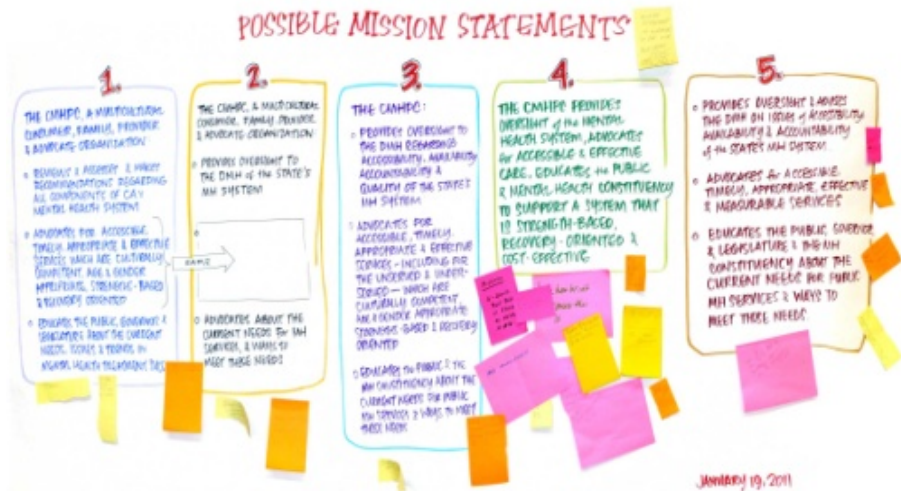 POSSIBLE MISSION STATEMENTS
1.
THE CMHPC, A MULTICULTURAL
CONSUMER, FAMILY, PROVIDER
& ADVOCATE ORGANIZATION
REVIEWS & ASSESSES & MAKES
RECOMMENDATIONS REGARDING
ALL COMPONENTS OF CA'S
MENTAL HEALTH SYSTEM
ADVOCATES FOR ACCESSIBLE,
TIMELY, APPROPRIATE & EFFECTIVE
SERVICES WHICH ARE CULTURALLY
COMPETENT, AGE & GENDER
APPROPRIATE, STRENGTH-BASED
& RECOVERY ORIENTED
EDUCATES THE PUBLIC, GOVERNOR &
LEGISLATURE ABOUT THE CURRENT
NEEDS, ISSUES & TRENDS IN
MENTAL HEALTH TREATMENT
2.
THE CMHPC, A MULTICULTURAL
CONSUMER, FAMILY, PROVIDER,
& ADVOCATE ORGANIZATION
PROVIDES OVERSIGHT TO
THE DMH OF THE STATE'S
MH SYSTEM
SAME
ADVOCATES ABOUT THE
CURRENT NEEDS FOR MH
SERVICES, & WAYS TO
MEET THESE NEEDS
3.
THE CMHPC:
PROVIDES OVERSIGHT TO
THE DMH REGARDING
ACCESSIBILITY, AVAILABILITY
ACCOUNTABILITY &
QUALITY OF THE STATE'S
MH SYSTEM
ADVOCATES FOR
ACCESSIBLE, TIMELY,
APPROPRIATE & EFFECTIVE
SERVICES - INCLUDING FOR
THE UNSERVED & UNDER-
SERVED - WHICH ARE
CULTURALLY COMPETENT,
AGE & GENDER APPROPRIATE,
STRENGTHS-BASED & RECOVERY
ORIENTED
EDUCATES THE PUBLIC & THE
MH CONSTITUENCY ABOUT THE
CURRENT NEEDS FOR PUBLIC
MH SERVICES & WAYS TO MEET
THESE NEEDS
4.
THE CMHPC PROVIDES
OVERSIGHT of the MENTAL
HEALTH SYSTEM, ADVOCATES
for ACCESSIBLE & EFFECTIVE
CARE, EDUCATES the PUBLIC
& MENTAL HEALTH CONSTITUENCY
TO SUPPORT A SYSTEM THAT
IS STRENGTH-BASED,
RECOVERY-ORIENTED &
COST-EFFECTIVE
5.
PROVIDES OVERSIGHT & ADVISES
THE DMH ON ISSUES of ACCESSIBILITY
AVAILABILITY & ACCOUNTABILITY
of the STATE'S MH SYSTEM
ADVOCATES for ACCESSIBLE,
TIMELY, APPROPRIATE, EFFECTIVE
& MEASURABLE SERVICES
EDUCATES THE PUBLIC, GOVERNOR
& LEGISLATURE & THE MH
CONSTITUENCY ABOUT THE
CURRENT NEEDS FOR PUBLIC
MH SERVICES & WAYS TO
MEET THOSE NEEDS
JANUARY 19, 2011